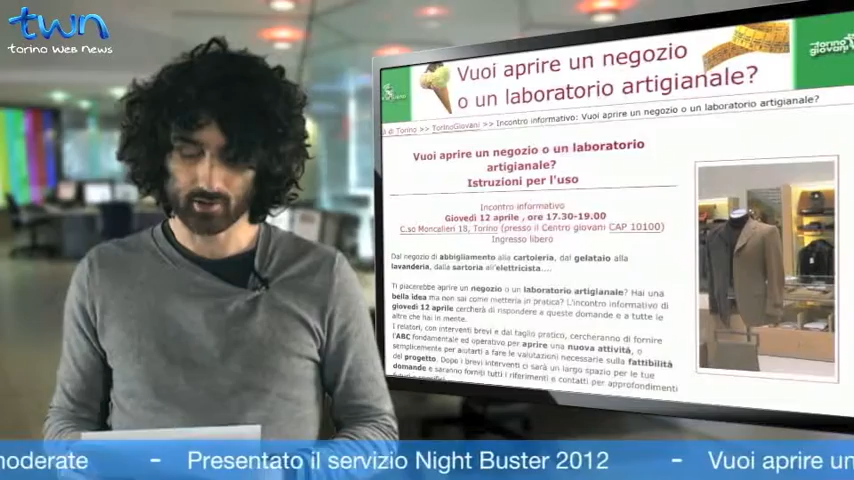 twn
Torino Web News
Vuoi aprire un negozio
o un laboratorio artigianale?
Torino
giovani
di Torino >> TorinoGiovani >> Incontro informativo: Vuoi aprire un negozio o un laboratorio artigianale?
Vuoi aprire un negozio o un laboratorio
artigianale?
Istruzioni per l'uso
Incontro informativo
Giovedì 12 aprile, ore 17.30-19.00
C.so Moncalieri 18, Torino (presso il Centro giovani CAP 10100)
Ingresso libero
Dal negozio di abbigliamento alla cartoleria, dal gelataio alla
lavanderia, dalla sartoria all'elettricista....
Ti piacerebbe aprire un negozio o un laboratorio artigianale? Hai una
bella idea ma non sai come metterla in pratica? L'incontro informativo di
giovedì 12 aprile cercherà di rispondere a queste domande e a tutte le
altre che hai in mente.
I relatori, con interventi brevi e dal taglio pratico, cercheranno di fornire
l'ABC fondamentale ed operativo per aprire una nuova attività, o
semplicemente per aiutarti a fare le valutazioni necessarie sulla fattibilità
del progetto. Dopo i brevi interventi ci sarà un largo spazio per le tue
domande e saranno forniti tutti i riferimenti e contatti per approfondimenti
moderate - Presentato il servizio Night Buster 2012 - Vuoi aprire un